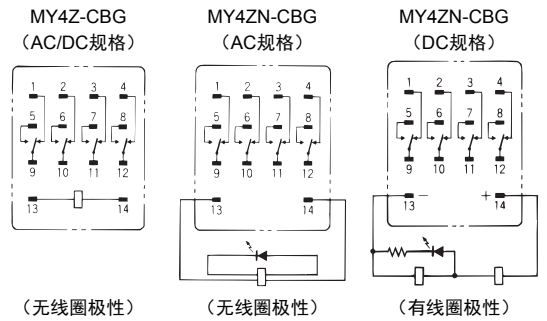 MY4Z-CBG
（AC/DC规格）
1 2 3 4
5 6 7 8
9 10 11 12
13 14
（无线圈极性）
MY4ZN-CBG
（AC规格）
1 2 3 4
5 6 7 8
9 10 11 12
13 14
（无线圈极性）
MY4ZN-CBG
（DC规格）
1 2 3 4
5 6 7 8
9 10 11 12
－ +
13 14
（有线圈极性）